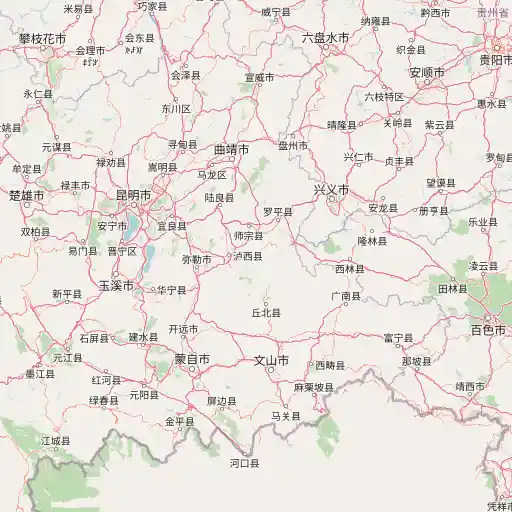 米易县
巧家县
威宁县
纳雍县
黔西市
贵州省
攀枝花市
会理市
ꀒꆹ
会东县
六盘水市
织金县
贵阳市
会泽县
宣威市
安顺市
永仁县
东川区
六枝特区
惠水县
元谋县
寻甸县
盘州市
晴隆县
关岭县
紫云县
牟定县
禄劝县
嵩明县
曲靖市
兴仁市
贞丰县
罗甸县
楚雄市
禄丰市
昆明市
马龙区
陆良县
兴义市
望谟县
安龙县
册亨县
双柏县
安宁市
宜良县
罗平县
乐业县
易门县
晋宁区
师宗县
隆林县
弥勒市
泸西县
西林县
凌云县
玉溪市
华宁县
田林县
新平县
丘北县
广南县
石屏县
建水县
开远市
富宁县
百色市
元江县
蒙自市
文山市
西畴县
那坡县
墨江县
红河县
元阳县
麻栗坡县
靖西市
绿春县
金平县
屏边县
马关县
江城县
河口县
凭祥市